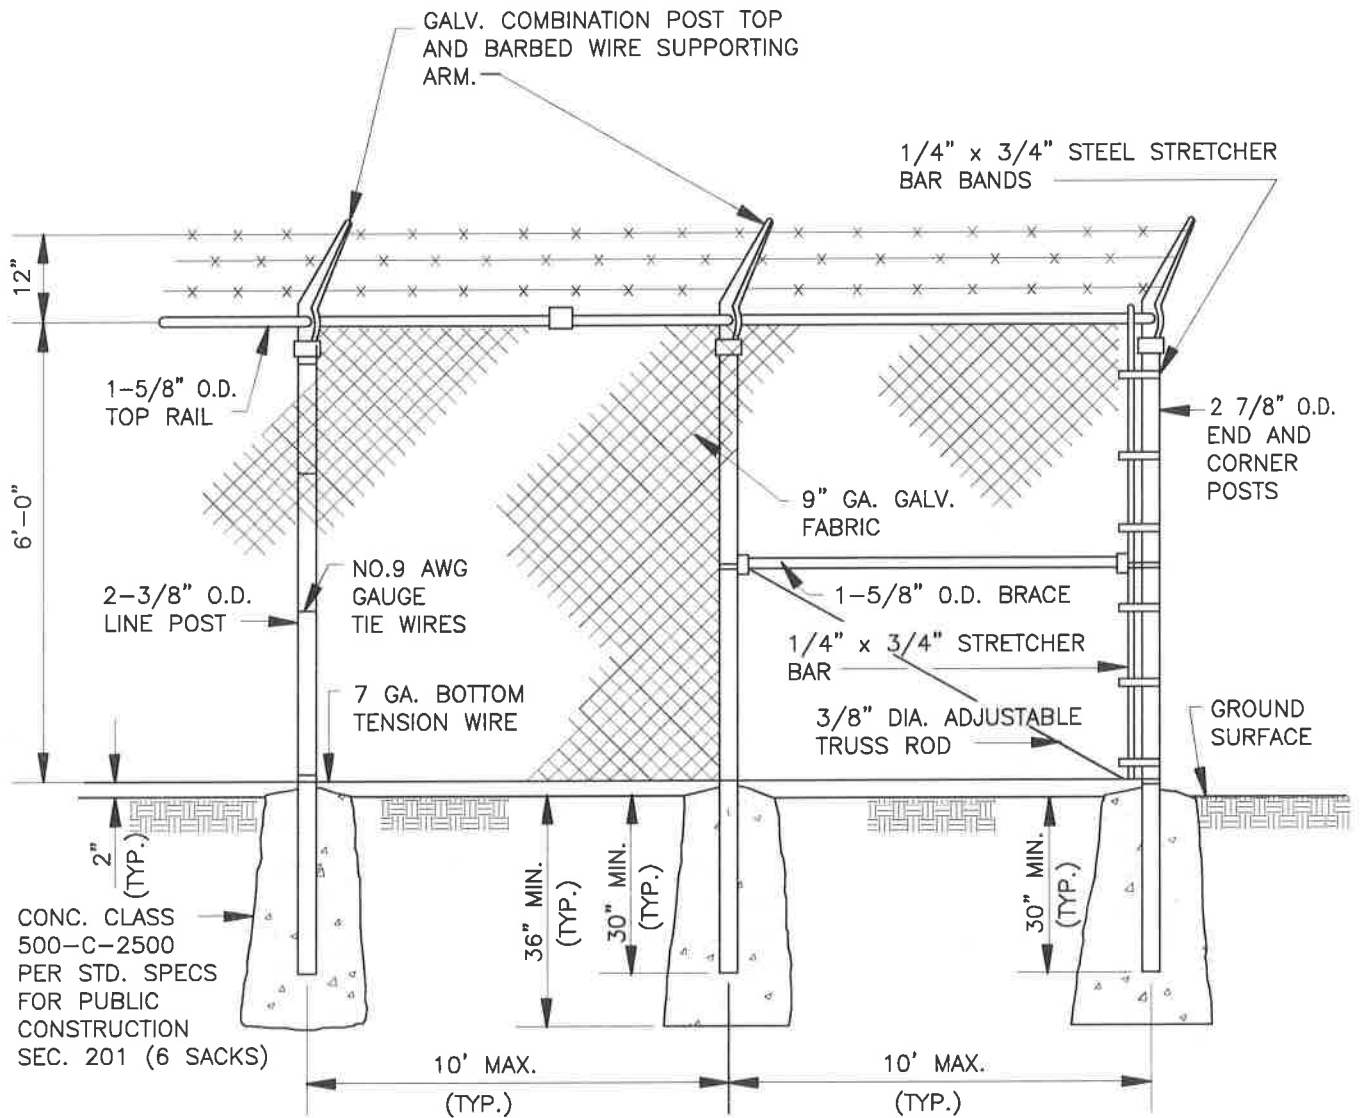 GALV. COMBINATION POST TOP
AND BARBED WIRE SUPPORTING
ARM.
1/4" x 3/4" STEEL STRETCHER
BAR BANDS
12"
1-5/8" O.D.
TOP RAIL
2 7/8" O.D.
END AND
CORNER
POSTS
6'-0"
9" GA. GALV.
FABRIC
NO.9 AWG
GAUGE
TIE WIRES
2-3/8" O.D.
LINE POST
1-5/8" O.D. BRACE
1/4" x 3/4" STRETCHER
BAR
7 GA. BOTTOM
TENSION WIRE
3/8" DIA. ADJUSTABLE
TRUSS ROD
GROUND
SURFACE
2"
(TYP.)
36" MIN.
(TYP.)
30" MIN.
(TYP.)
30" MIN.
(TYP.)
CONC. CLASS
500-C-2500
PER STD. SPECS
FOR PUBLIC
CONSTRUCTION
SEC. 201 (6 SACKS)
10' MAX.
(TYP.)
10' MAX.
(TYP.)